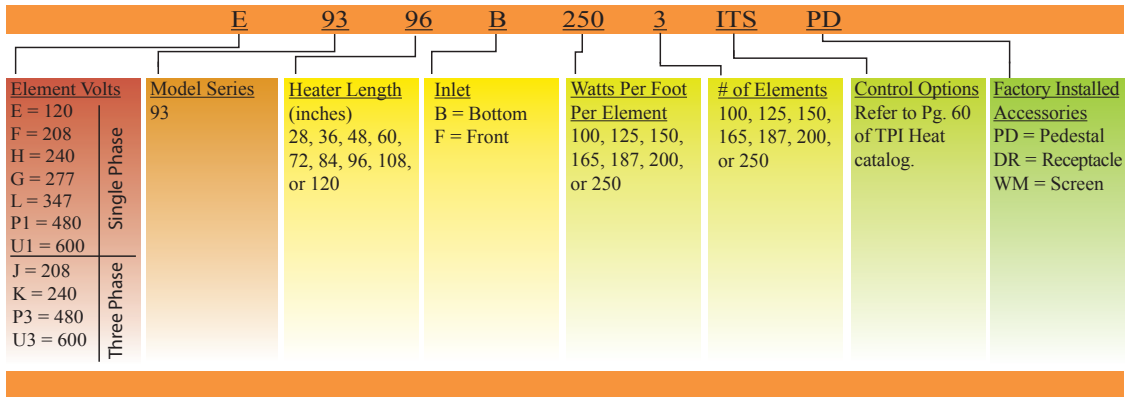 E 93 96 B 250 3 ITS PD
Element Volts
E = 120
F = 208
H = 240
G = 277
L = 347
P1 = 480
U1 = 600
Single Phase
J = 208
K = 240
P3 = 480
U3 = 600
Three Phase
Model Series
93
Heater Length
(inches)
28, 36, 48, 60,
72, 84, 96, 108,
or 120
Inlet
B = Bottom
F = Front
Watts Per Foot
Per Element
100, 125, 150,
165, 187, 200,
or 250
# of Elements
100, 125, 150,
165, 187, 200,
or 250
Control Options
Refer to Pg. 60
of TPI Heat
catalog.
Factory Installed
Accessories
PD = Pedestal
DR = Receptacle
WM = Screen